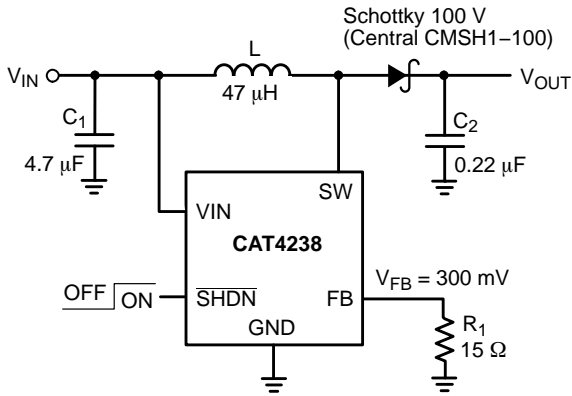 Schottky 100 V
(Central CMSH1–100)
L
VIN
VOUT
47 μH
C1
4.7 μF
C2
0.22 μF
SW
VIN
CAT4238
OFF
ON
SHDN
FB
VFB = 300 mV
GND
R1
15 Ω